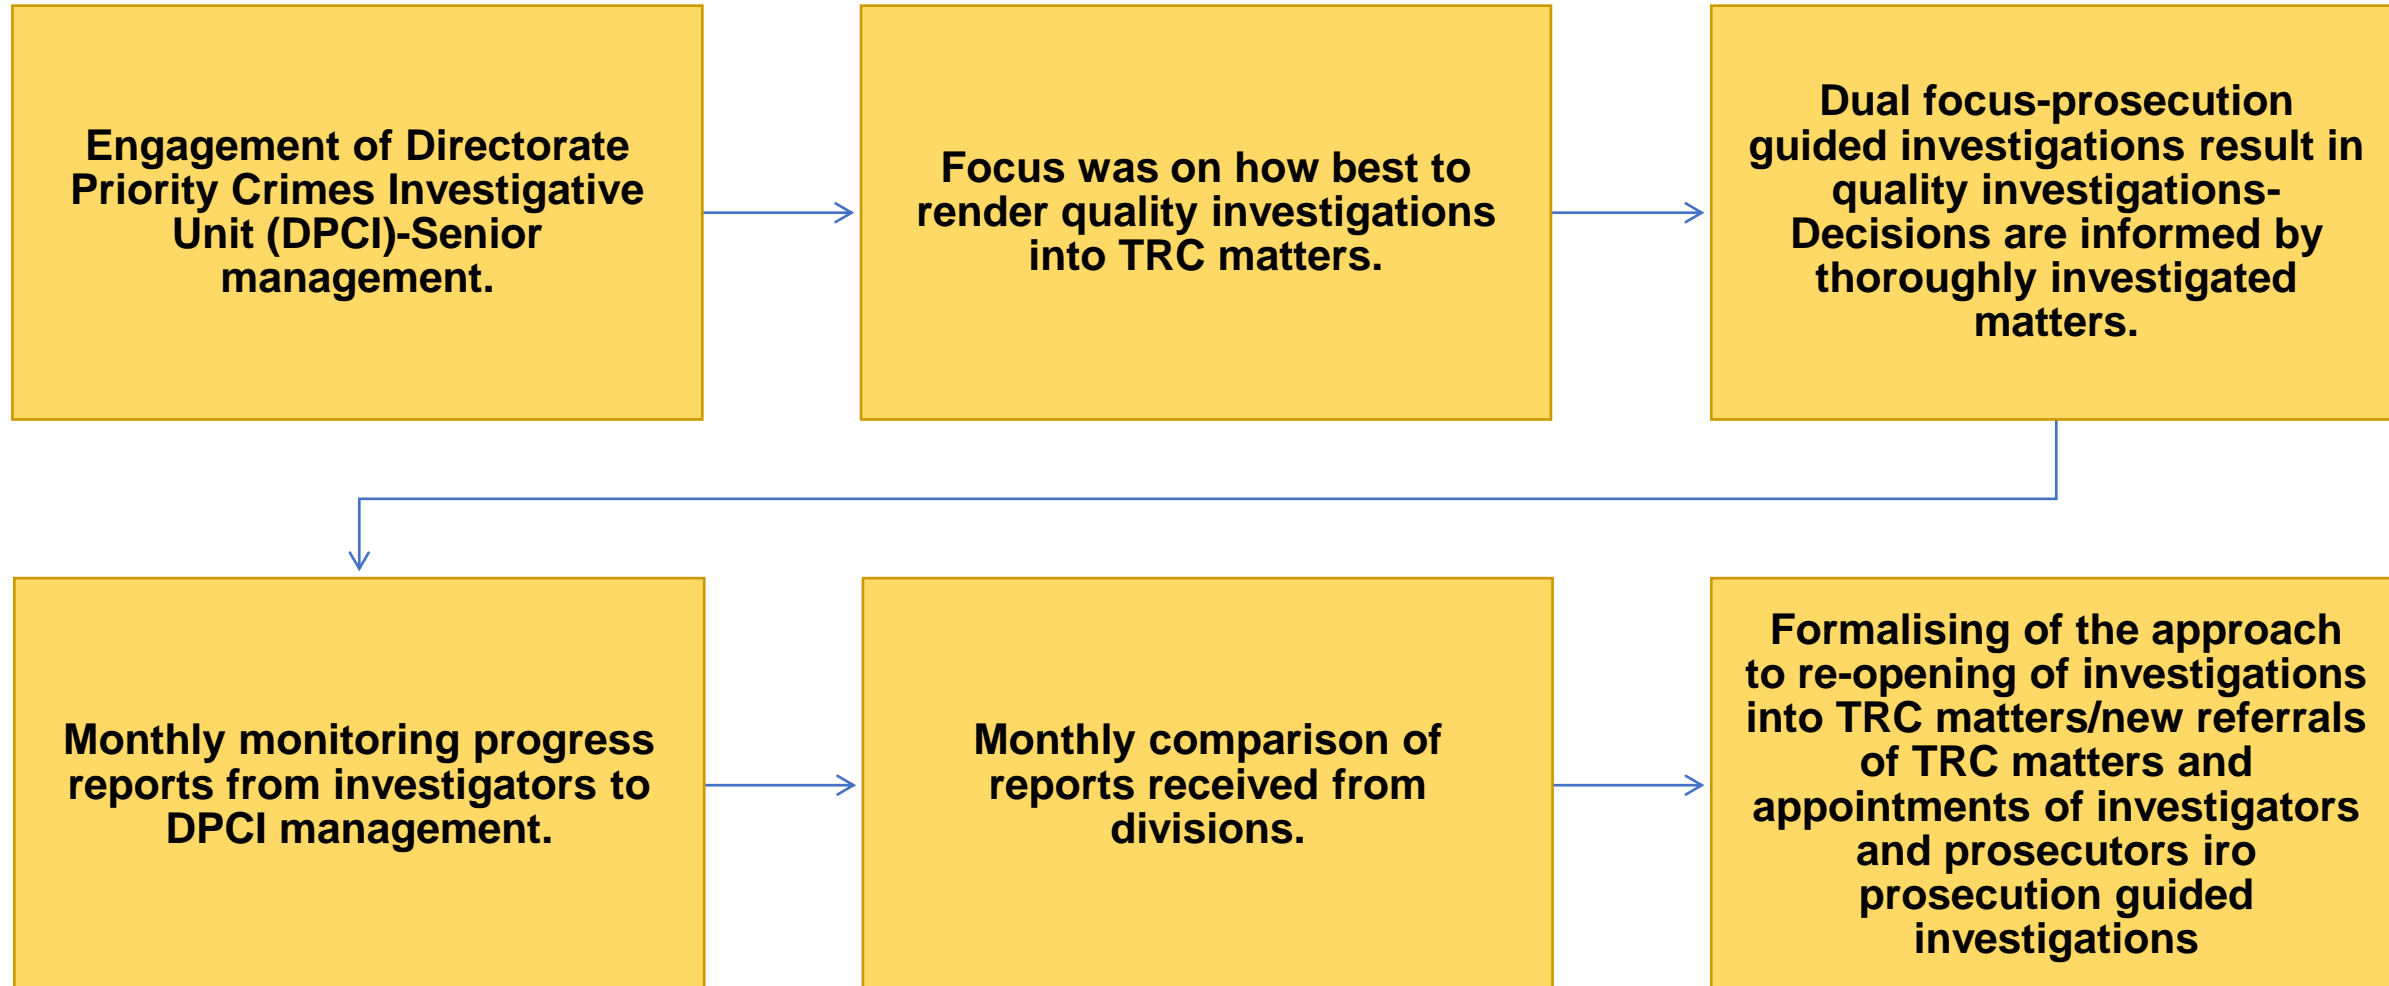 Engagement of Directorate
Priority Crimes Investigative
Unit (DPCI)-Senior
management.
Focus was on how best to
render quality investigations
into TRC matters.
Dual focus-prosecution
guided investigations result in
quality investigations-
Decisions are informed by
thoroughly investigated
matters.
Monthly monitoring progress
reports from investigators to
DPCI management.
Monthly comparison of
reports received from
divisions.
Formalising of the approach
to re-opening of investigations
into TRC matters/new referrals
of TRC matters and
appointments of investigators
and prosecutors iro
prosecution guided
investigations